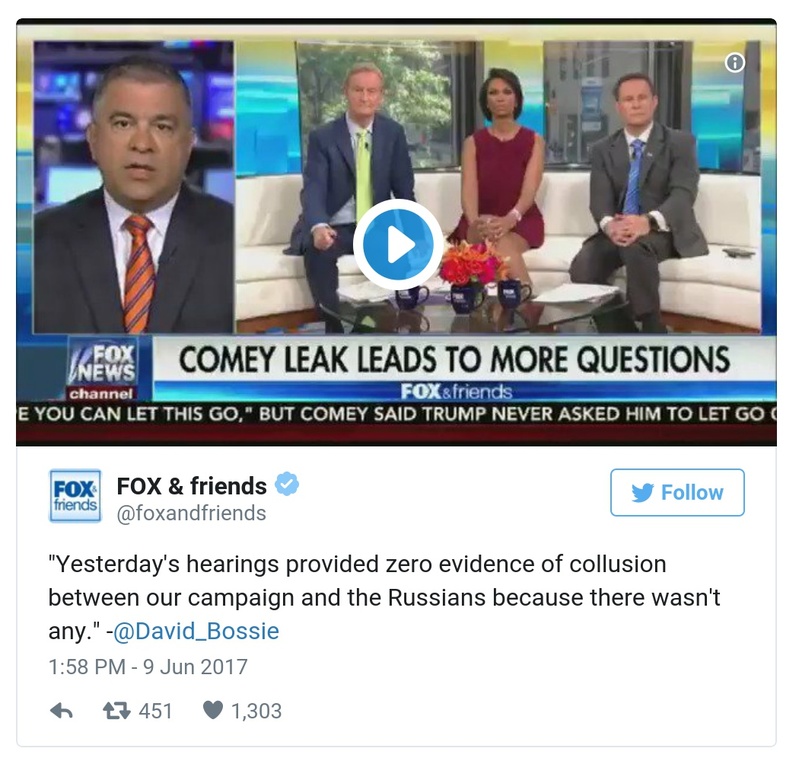 FOX
NEWS
channel
COMEY LEAK LEADS TO MORE QUESTIONS
FOX&friends
E YOU CAN LET THIS GO," BUT COMEY SAID TRUMP NEVER ASKED HIM TO LET GO
FOX&
friends
FOX & friends
@foxandfriends
Follow
"Yesterday's hearings provided zero evidence of collusion
between our campaign and the Russians because there wasn't
any." -@David_Bossie
1:58 PM - 9 Jun 2017
451 1,303